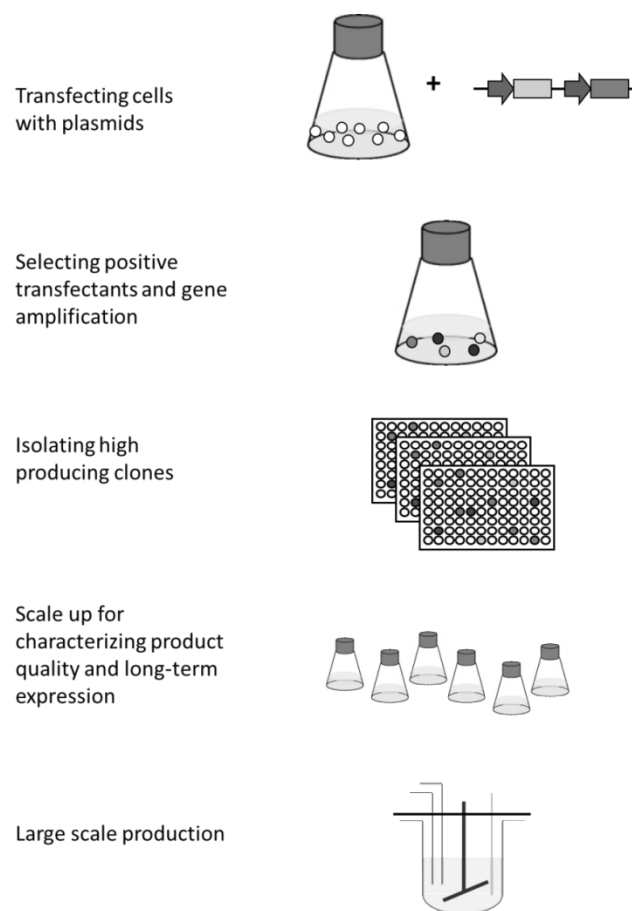 Transfecting cells
with plasmids
+
Selecting positive
transfectants and gene
amplification
Isolating high
producing clones
Scale up for
characterizing product
quality and long-term
expression
Large scale production